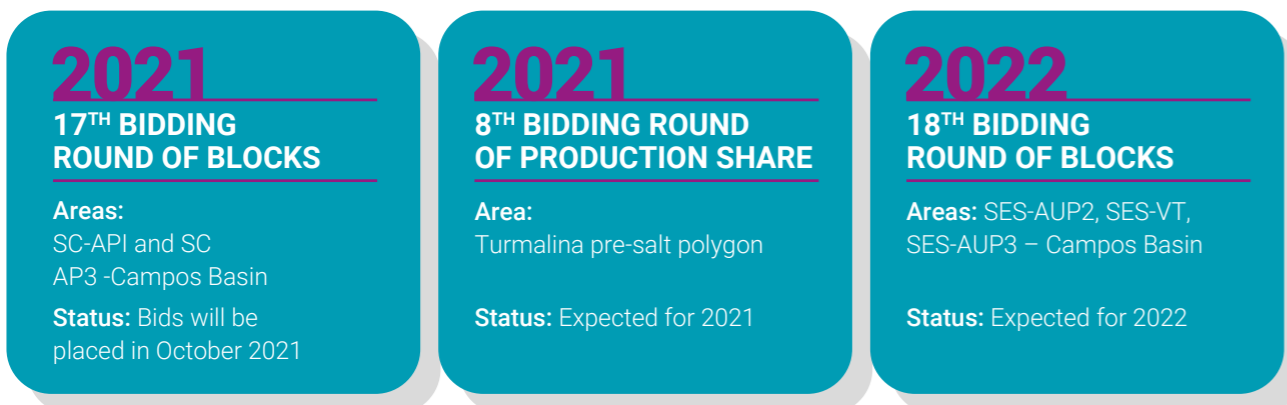 2021
17TH BIDDING
ROUND OF BLOCKS
Areas:
SC-API and SC
AP3 -Campos Basin
Status: Bids will be
placed in October 2021
2021
8TH BIDDING ROUND
OF PRODUCTION SHARE
Area:
Turmalina pre-salt polygon
Status: Expected for 2021
2022
18TH BIDDING
ROUND OF BLOCKS
Areas: SES-AUP2, SES-VT,
SES-AUP3 – Campos Basin
Status: Expected for 2022